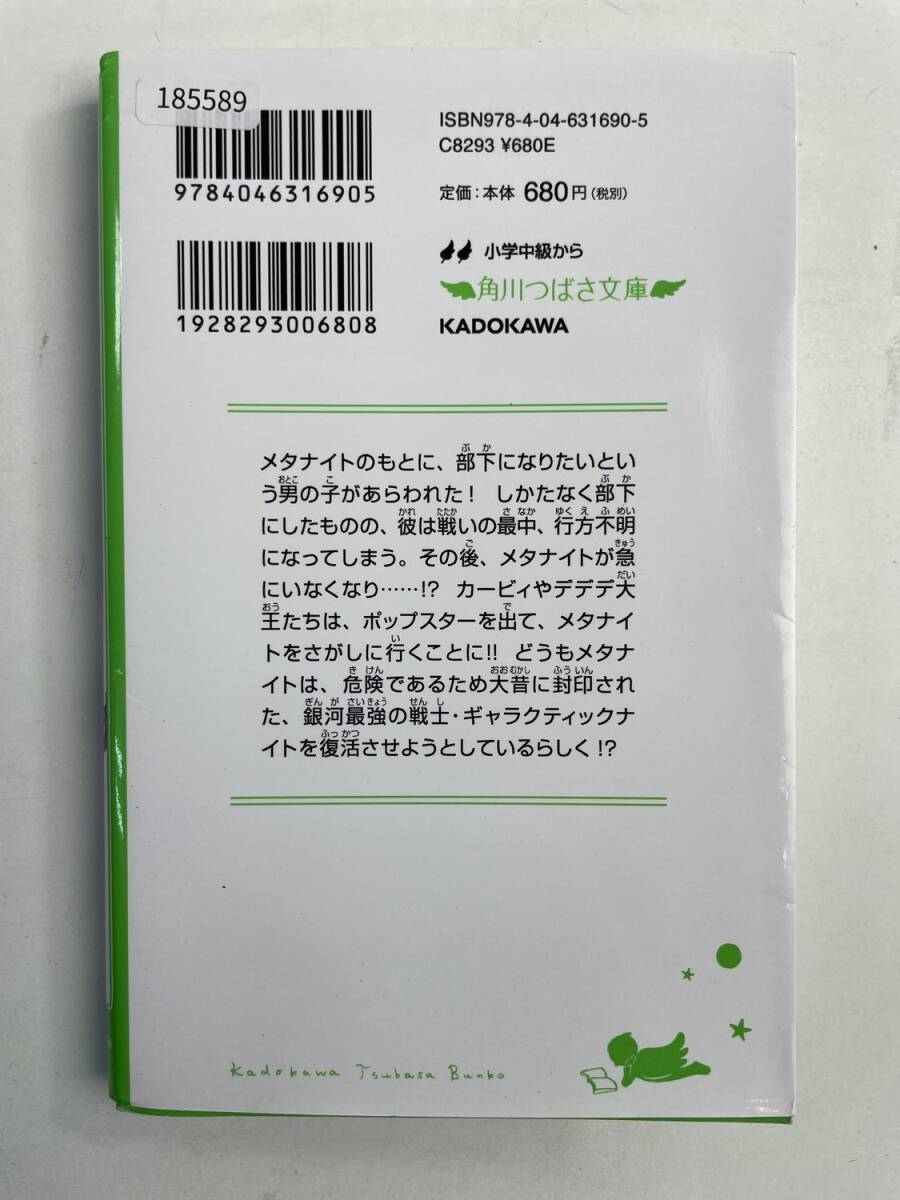 185589
9784046316905
1928293006808
ISBN978-4-04-631690-5
C8293 ¥680E
定価：本体 680円（税別）
小学中級から
角川つばさ文庫
KADOKAWA
メタナイトのもとに、部下になりたいとい
う男の子があらわれた！ しかたなく部下
にしたものの、彼は戦いの最中、行方不明
になってしまう。その後、メタナイトが急
にいなくなり……!? カービィやデデデ大
王たちは、ポップスターを出て、メタナイ
トをさがしに行くことに!! どうもメタナ
イトは、危険であるため大昔に封印され
た、銀河最強の戦士・ギャラクティックナ
イトを復活させようとしているらしく!?
Kadokawa Tsubasa Bunko